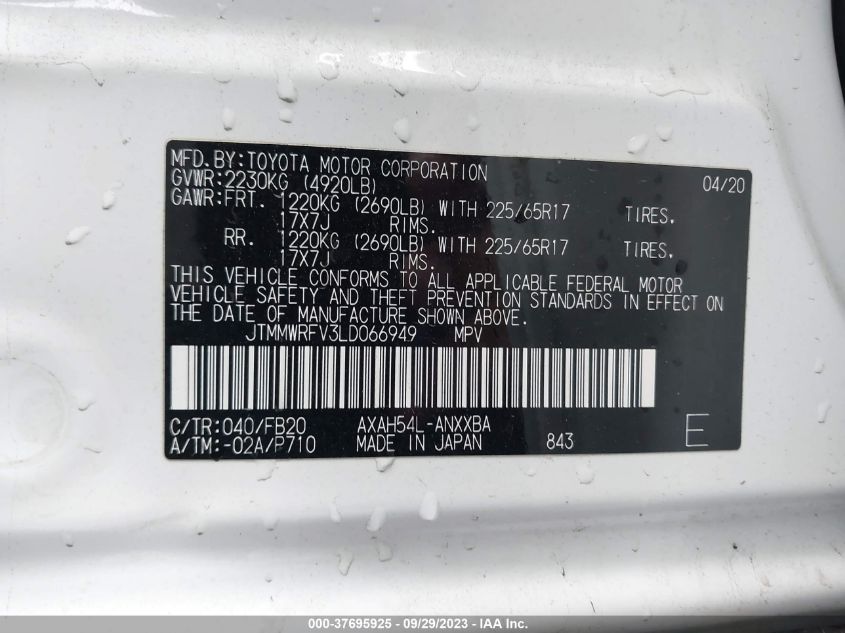 MFD.BY:TOYOTA MOTOR CORPORATION 04/20
GVWR:2230KG (4920LB)
GAWR:FRT. 1220KG (2690LB) WITH 225/65R17 TIRES.
17X7J RIMS.
RR. 1220KG (2690LB) WITH 225/65R17 TIRES.
17X7J RIMS.
THIS VEHICLE CONFORMS TO ALL APPLICABLE FEDERAL MOTOR
VEHICLE SAFETY AND THEFT PREVENTION STANDARDS IN EFFECT ON
THE DATE OF MANUFACTURE SHOWN ABOVE.
JTMMWRFV3LD066949 MPV
C/TR:040/FB20 AXAH54L-ANXXBA
A/TM:-02A/P710 MADE IN JAPAN 843 E
000-37695925 - 09/29/2023 - IAA Inc.